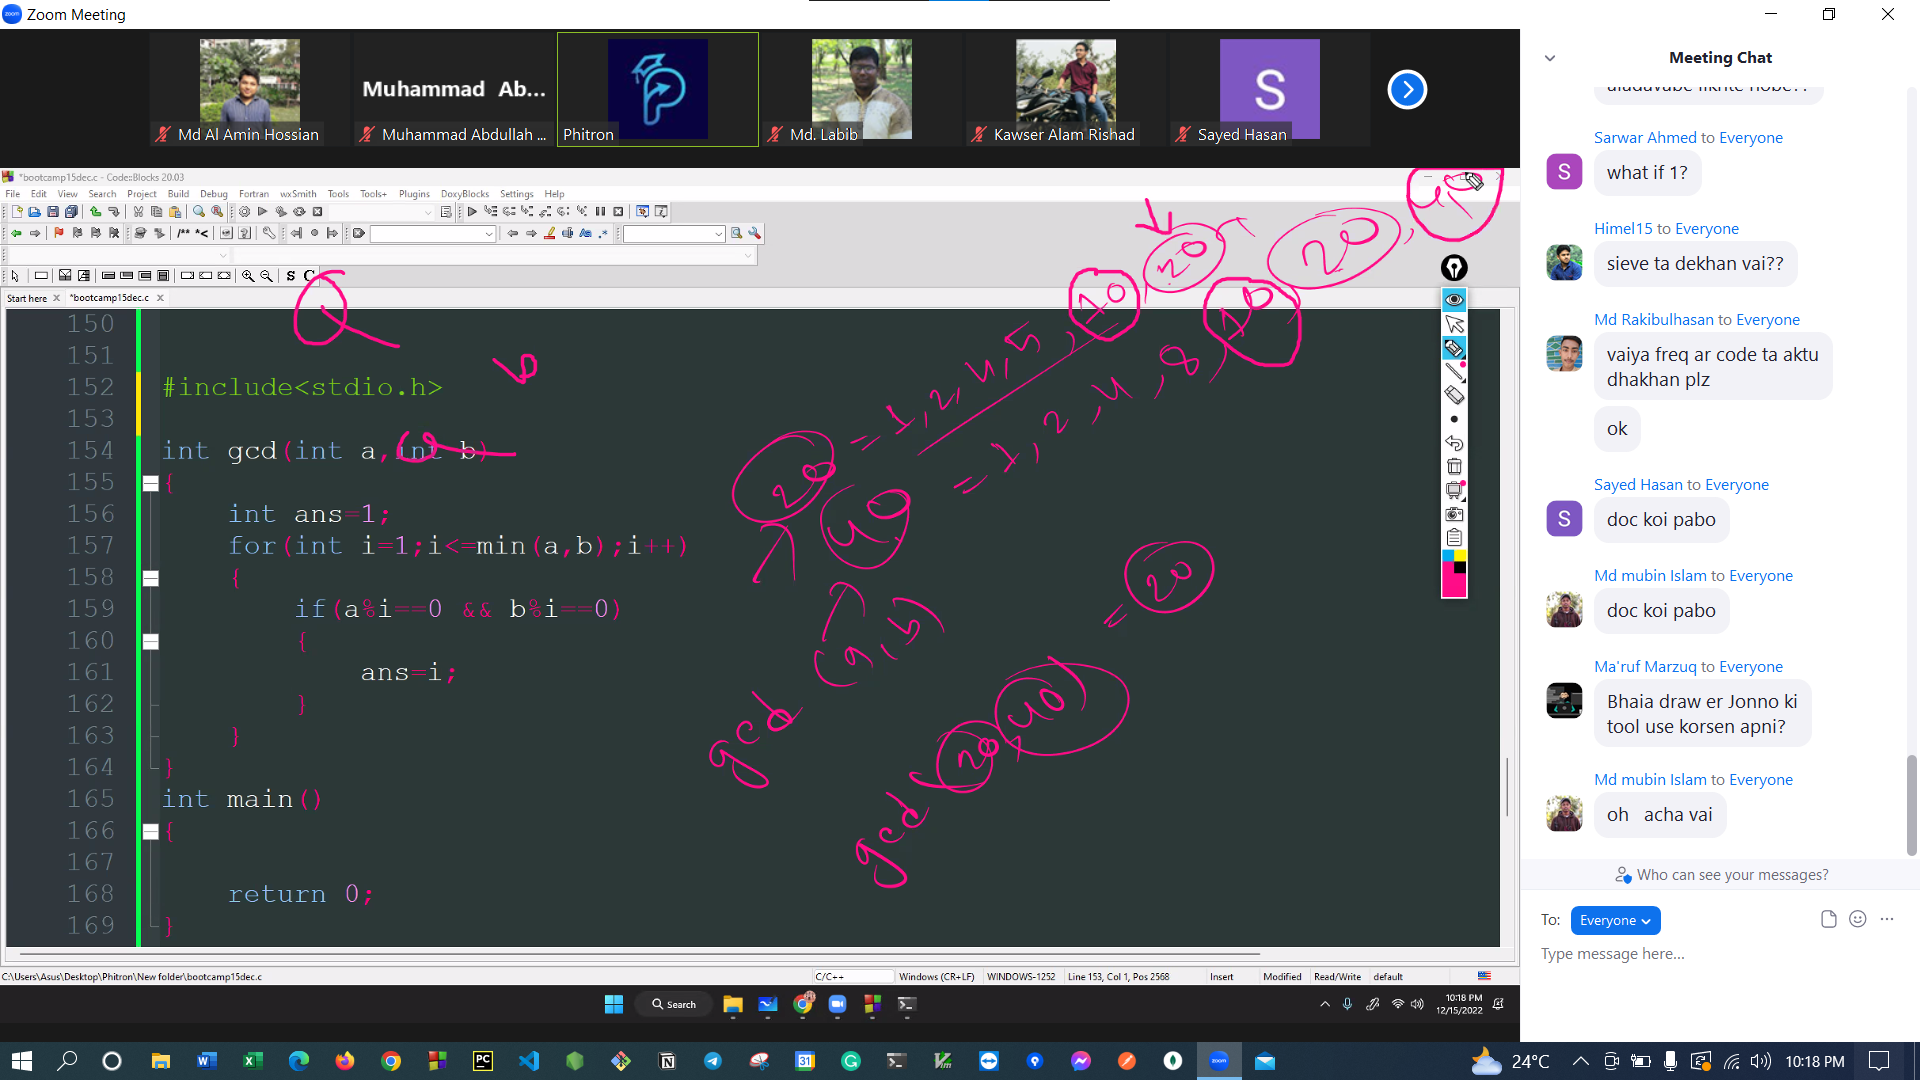 Zoom Meeting
Muhammad Ab...
S
Md Al Amin Hossian
Muhammad Abdullah ...
Phitron
Md. Labib
Kawser Alam Rishad
Sayed Hasan
*bootcamp15dec.c - Code::Blocks 20.03
File Edit View Search Project Build Debug Fortran wxSmith Tools Tools+ Plugins DoxyBlocks Settings Help
/** *<
.*
S C
Start here
*bootcamp15dec.c
150
151
152 #include<stdio.h>
153
154 int gcd(int a,int b)
155 {
156 int ans=1;
157 for(int i=1;i<=min(a,b);i++)
158 {
159 if(a%i==0 && b%i==0)
160 {
161 ans=i;
162 }
163 }
164 }
165 int main()
166 {
167
168 return 0;
169 }
20 = 1, 2, 4, 5, 10, 20
40 = 1, 2, 4, 8, 10, 20, 40
gcd (a, b)
gcd (20, 40) = 20
C:\Users\Asus\Desktop\Phitron\New folder\bootcamp15dec.c
C/C++
Windows (CR+LF)
WINDOWS-1252
Line 153, Col 1, Pos 2568
Insert
Modified
Read/Write
default
Search
10:18 PM
12/15/2022
Meeting Chat
Sarwar Ahmed to Everyone
S
what if 1?
Himel15 to Everyone
sieve ta dekhan vai??
Md Rakibulhasan to Everyone
vaiya freq ar code ta aktu
dhakhan plz
ok
Sayed Hasan to Everyone
S
doc koi pabo
Md mubin Islam to Everyone
doc koi pabo
Ma'ruf Marzuq to Everyone
Bhaia draw er Jonno ki
tool use korsen apni?
Md mubin Islam to Everyone
oh acha vai
Who can see your messages?
To: Everyone
Type message here...
24°C
10:18 PM